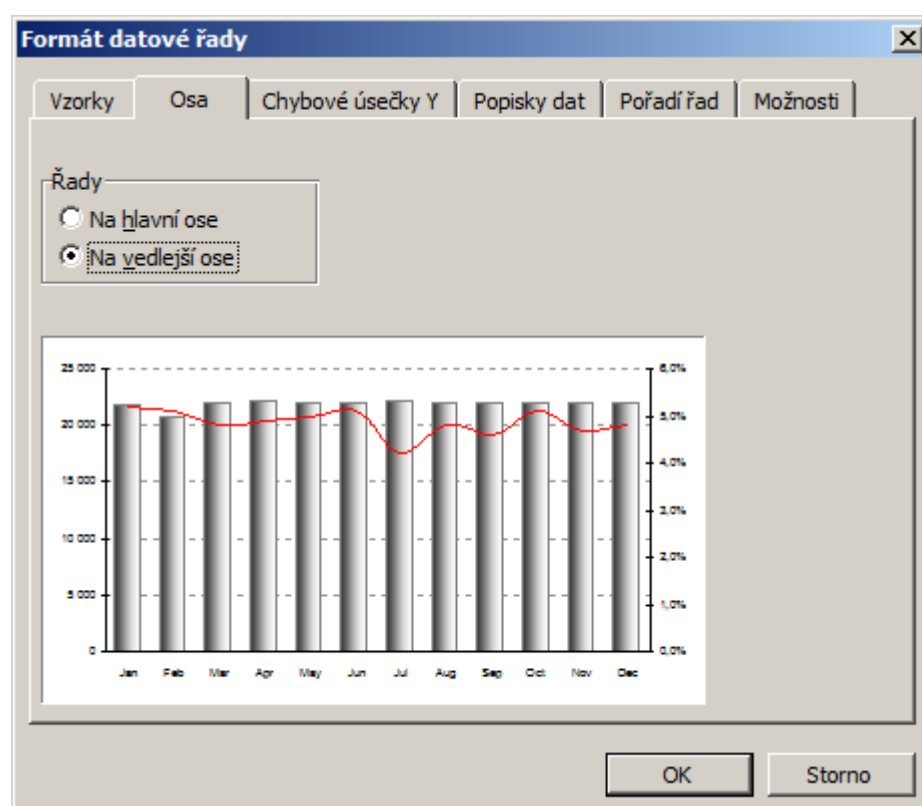 Formát datové řady
Vzorky Osa Chybové úsečky Y Popisky dat Pořadí řad Možnosti
Řady
Na hlavní ose
Na vedlejší ose
25 000 6,0%
20 000 5,0%
15 000 4,0%
10 000 3,0%
5 000 2,0%
0 1,0%
0,0%
Jan Feb Mar Apr May Jun Jul Aug Sep Oct Nov Dec
OK Storno